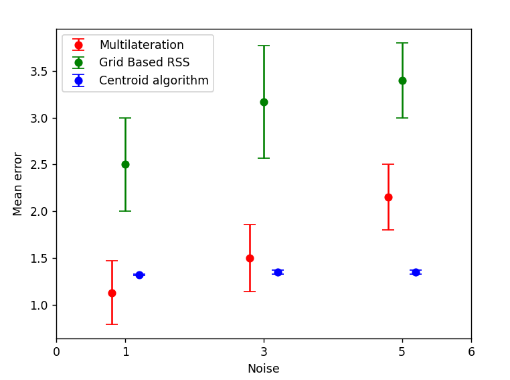 Multilateration
Grid Based RSS
Centroid algorithm
3.5
3.0
2.5
2.0
1.5
1.0
Mean error
0 1 3 5 6
Noise